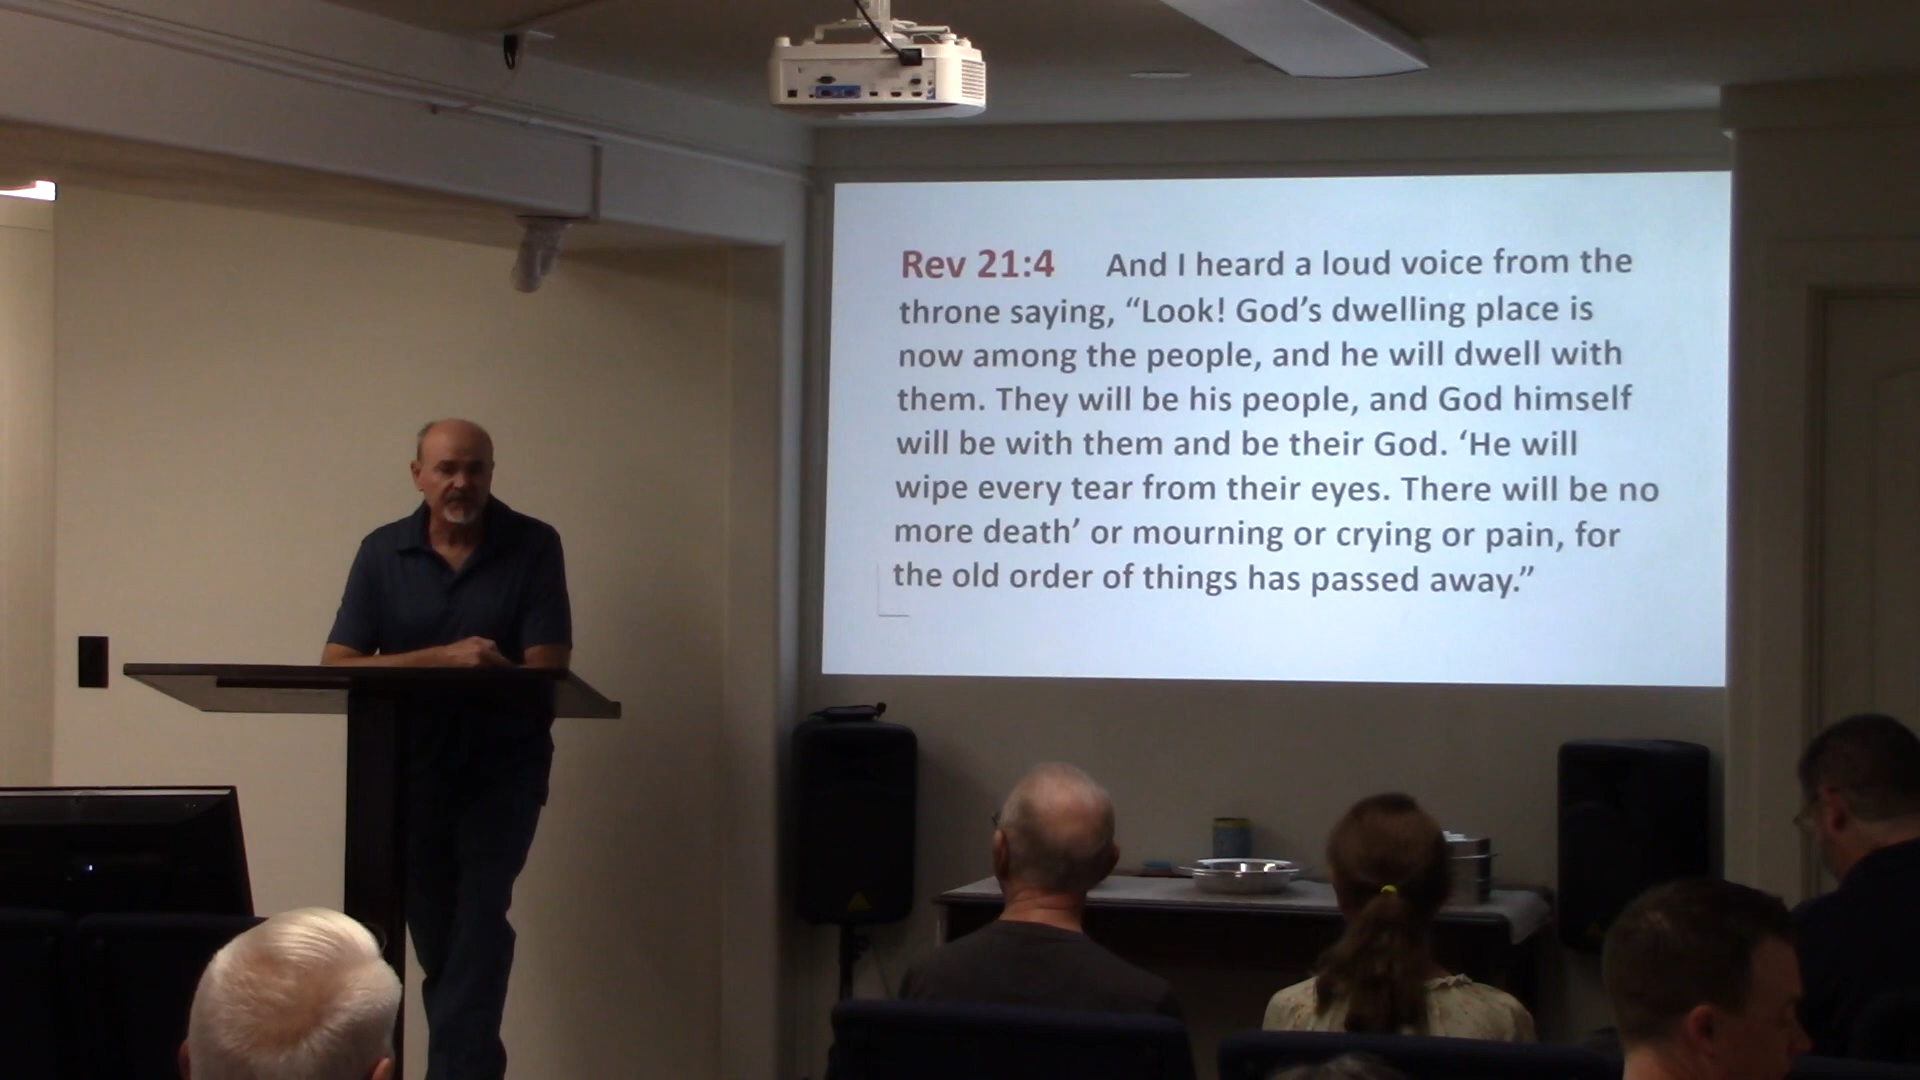 Rev 21:4 And I heard a loud voice from the
throne saying, “Look! God’s dwelling place is
now among the people, and he will dwell with
them. They will be his people, and God himself
will be with them and be their God. ‘He will
wipe every tear from their eyes. There will be no
more death’ or mourning or crying or pain, for
the old order of things has passed away.”